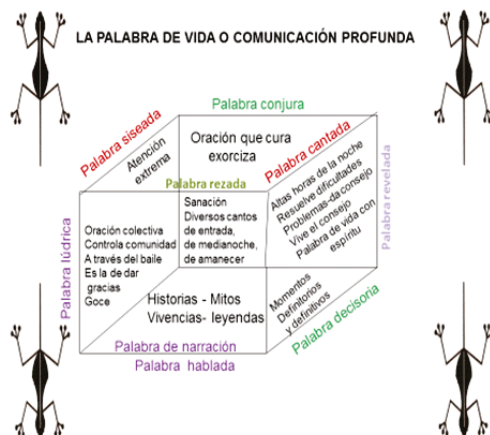 LA PALABRA DE VIDA O COMUNICACIÓN PROFUNDA
Palabra conjura
Palabra siseada
Atención
extrema
Oración que cura
exorciza
Palabra cantada
Altas horas de la noche
Resuelve dificultades
Problemas-da consejo
Vive el consejo
Palabra de vida con
espíritu
Palabra revelada
Palabra rezada
Sanación
Diversos cantos
de entrada,
de medianoche,
de amanecer
Palabra lúdrica
Oración colectiva
Controla comunidad
A través del baile
Es la de dar
gracias
Goce
Historias - Mitos
Vivencias- leyendas
Momentos
Definitorios
y definitivos
Palabra decisoria
Palabra de narración
Palabra hablada